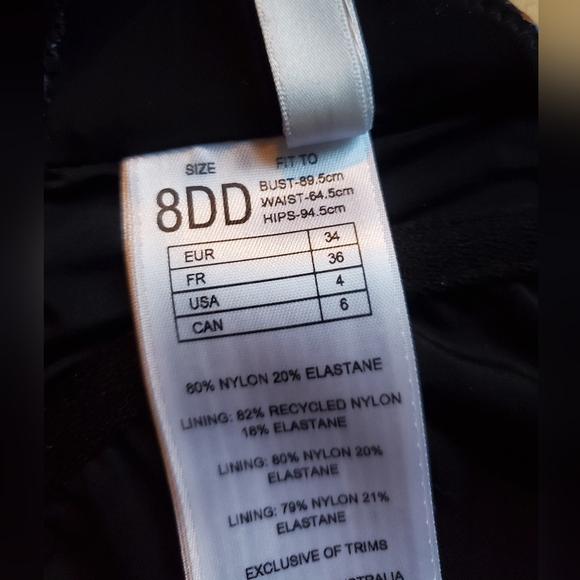 SIZE FIT TO
8DD BUST-89.5cm
WAIST-64.5cm
HIPS-94.5cm
EUR 34
FR 36
USA 4
CAN 6
80% NYLON 20% ELASTANE
LINING: 82% RECYCLED NYLON
18% ELASTANE
LINING: 80% NYLON 20%
ELASTANE
LINING: 79% NYLON 21%
ELASTANE
EXCLUSIVE OF TRIMS
AUSTRALIA